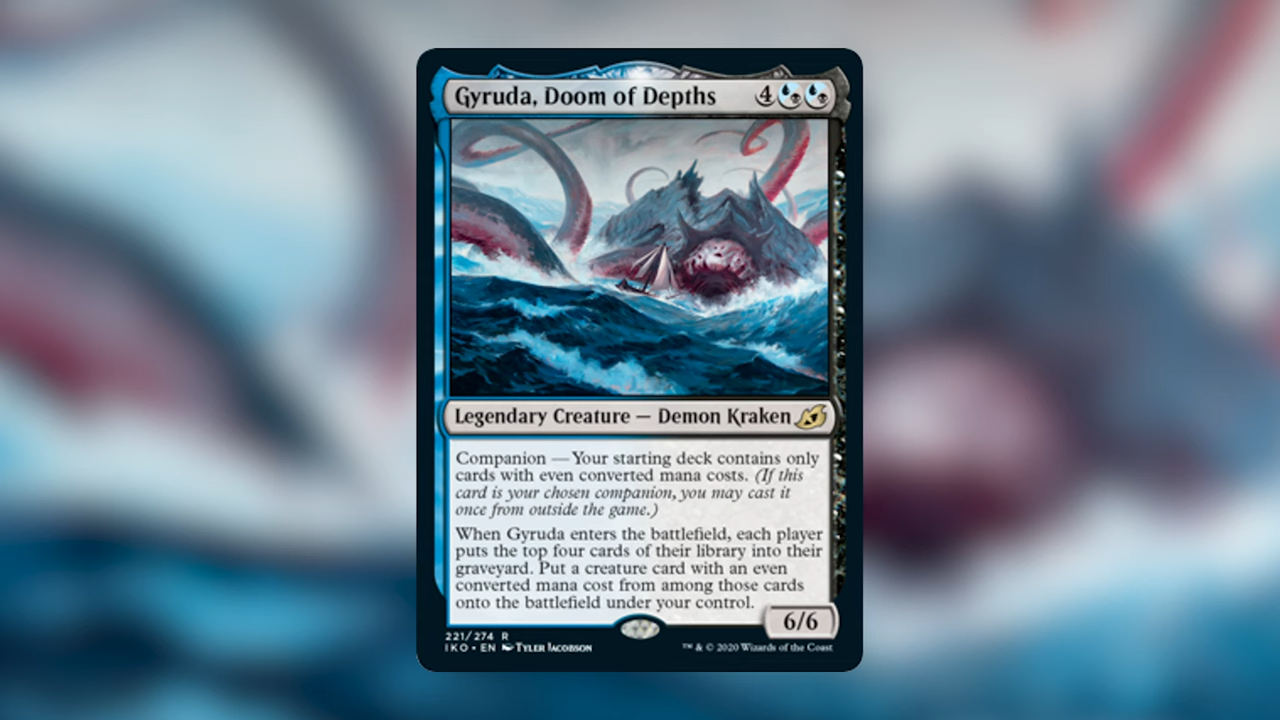 Gyruda, Doom of Depths 4
Legendary Creature — Demon Kraken
Companion — Your starting deck contains only
cards with even converted mana costs. (If this
card is your chosen companion, you may cast it
once from outside the game.)
When Gyruda enters the battlefield, each player
puts the top four cards of their library into their
graveyard. Put a creature card with an even
converted mana cost from among those cards
onto the battlefield under your control.
6/6
221/274 R
IKO • EN Tyler Jacobson
™ & © 2020 Wizards of the Coast